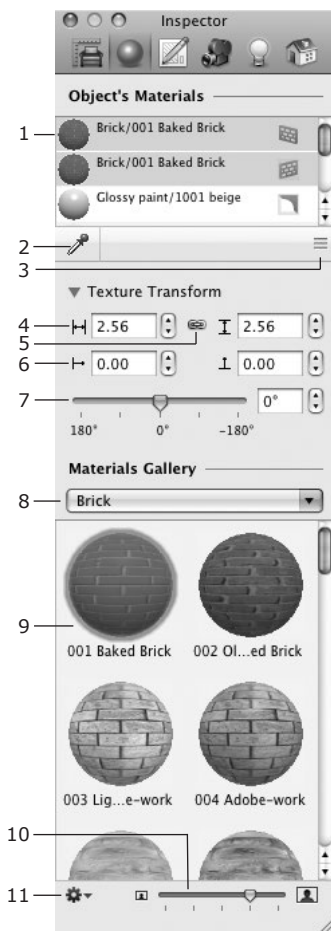 Inspector
Object's Materials
1 Brick/001 Baked Brick
Brick/001 Baked Brick
Glossy paint/1001 beige
2
3
Texture Transform
4 2.56 2.56
5
6 0.00 0.00
7 0°
180° 0° -180°
Materials Gallery
8 Brick
9
001 Baked Brick 002 Ol...ed Brick
003 Lig...e-work 004 Adobe-work
10
11